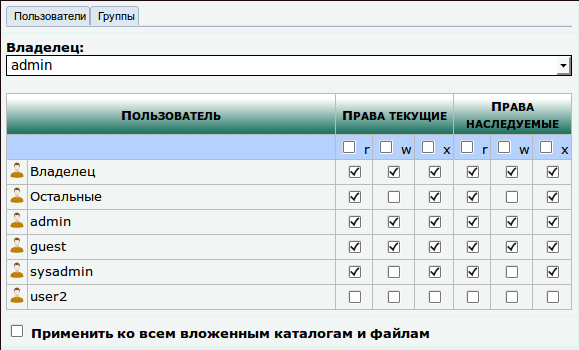 Пользователи Группы
Владелец:
admin
Пользователь Права текущие Права наследуемые
r w x r w x
Владелец
Остальные
admin
guest
sysadmin
user2
Применить ко всем вложенным каталогам и файлам